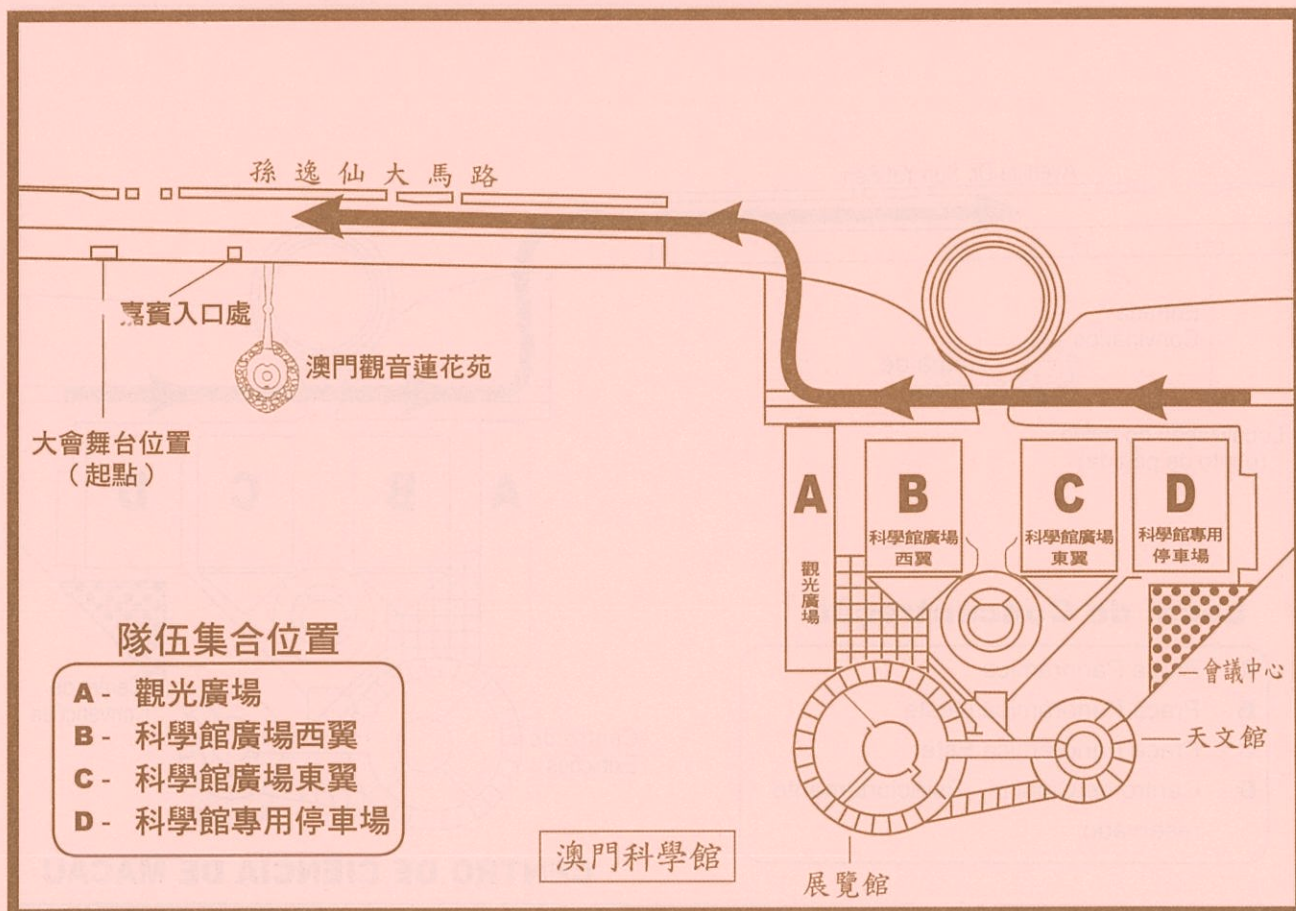 孫逸仙大馬路
嘉賓入口處
澳門觀音蓮花苑
大會舞台位置
（起點）
A
觀光廣場
B
科學館廣場
西翼
C
科學館廣場
東翼
D
科學館專用
停車場
會議中心
天文館
展覽館
澳門科學館
隊伍集合位置
A - 觀光廣場
B - 科學館廣場西翼
C - 科學館廣場東翼
D - 科學館專用停車場